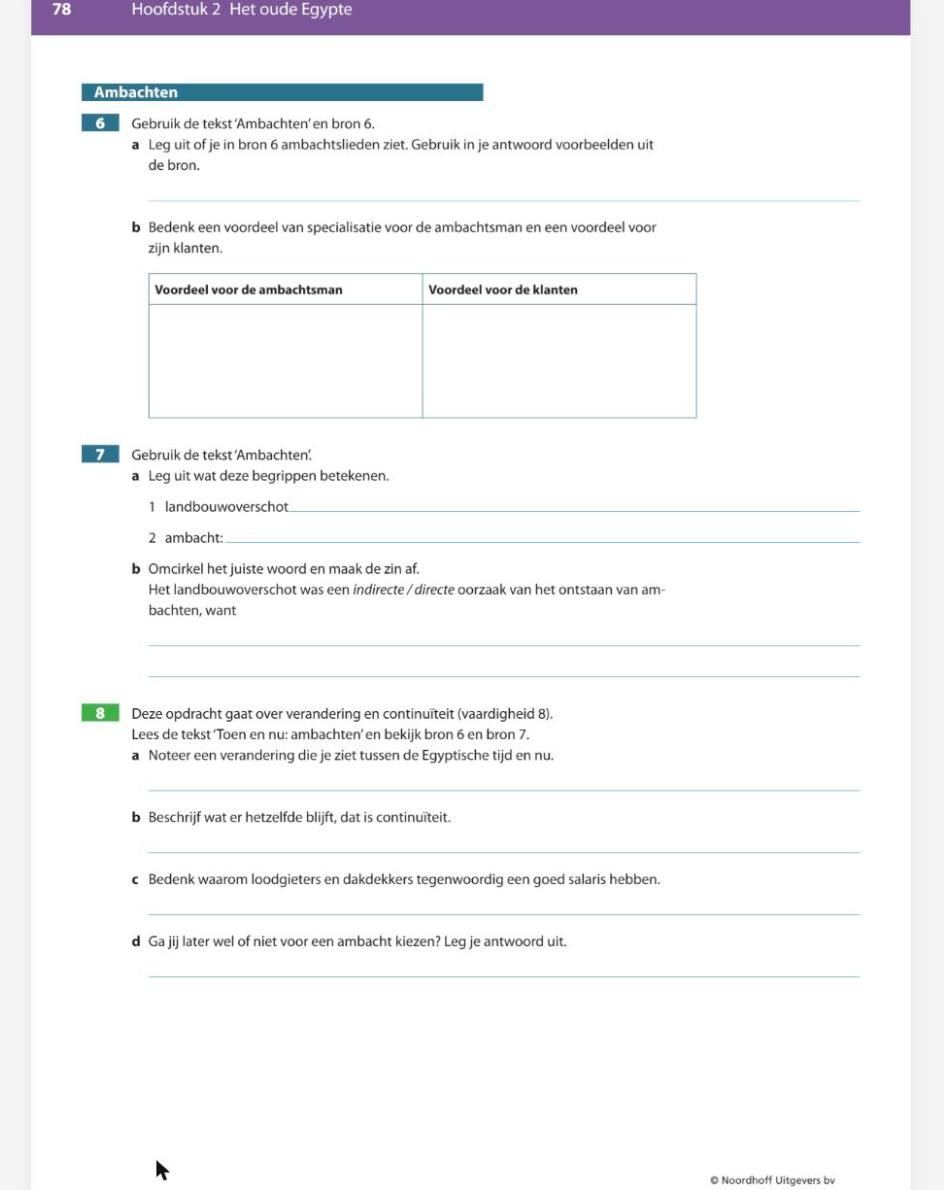 78 Hoofdstuk 2 Het oude Egypte
Ambachten
6 Gebruik de tekst 'Ambachten' en bron 6.
a Leg uit of je in bron 6 ambachtslieden ziet. Gebruik in je antwoord voorbeelden uit
de bron.
b Bedenk een voordeel van specialisatie voor de ambachtsman en een voordeel voor
zijn klanten.
Voordeel voor de ambachtsman Voordeel voor de klanten
7 Gebruik de tekst 'Ambachten'.
a Leg uit wat deze begrippen betekenen.
1 landbouwoverschot
2 ambacht:
b Omcirkel het juiste woord en maak de zin af.
Het landbouwoverschot was een indirecte / directe oorzaak van het ontstaan van am-
bachten, want
8 Deze opdracht gaat over verandering en continuïteit (vaardigheid 8).
Lees de tekst 'Toen en nu: ambachten' en bekijk bron 6 en bron 7.
a Noteer een verandering die je ziet tussen de Egyptische tijd en nu.
b Beschrijf wat er hetzelfde blijft, dat is continuïteit.
c Bedenk waarom loodgieters en dakdekkers tegenwoordig een goed salaris hebben.
d Ga jij later wel of niet voor een ambacht kiezen? Leg je antwoord uit.
© Noordhoff Uitgevers bv